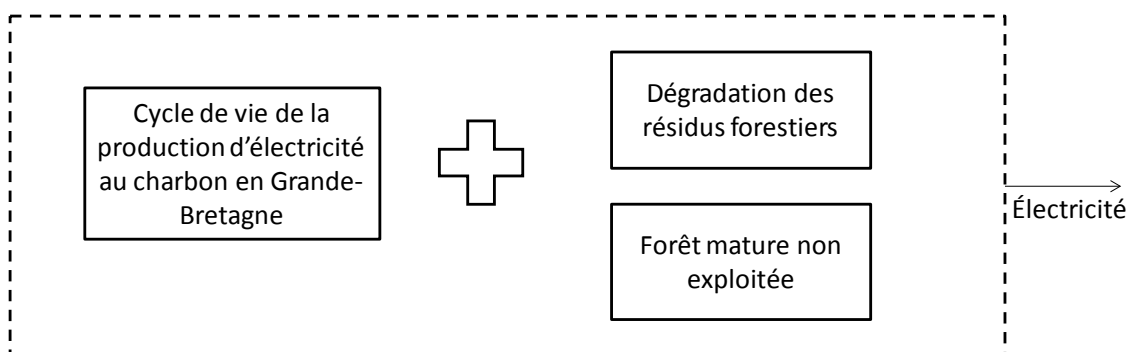 Cycle de vie de la
production d'électricité
au charbon en Grande-
Bretagne
Dégradation des
résidus forestiers
Forêt mature non
exploitée
Électricité